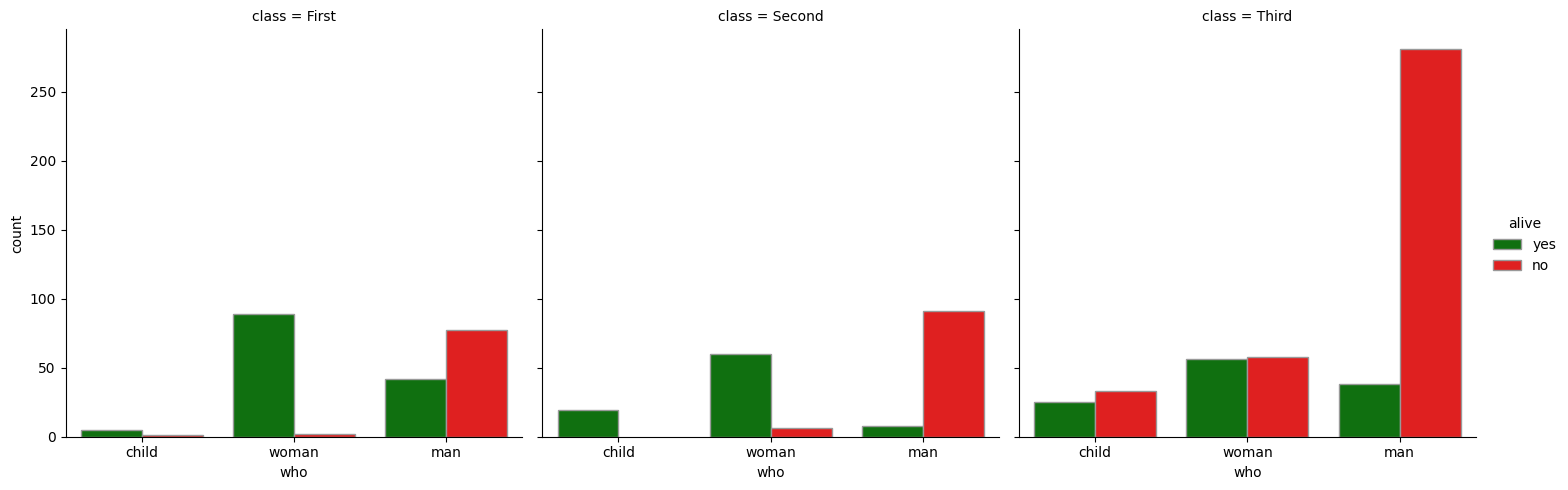 class = First
class = Second
class = Third
250
200
150
100
50
0
count
child woman man
who
child woman man
who
child woman man
who
alive
yes
no